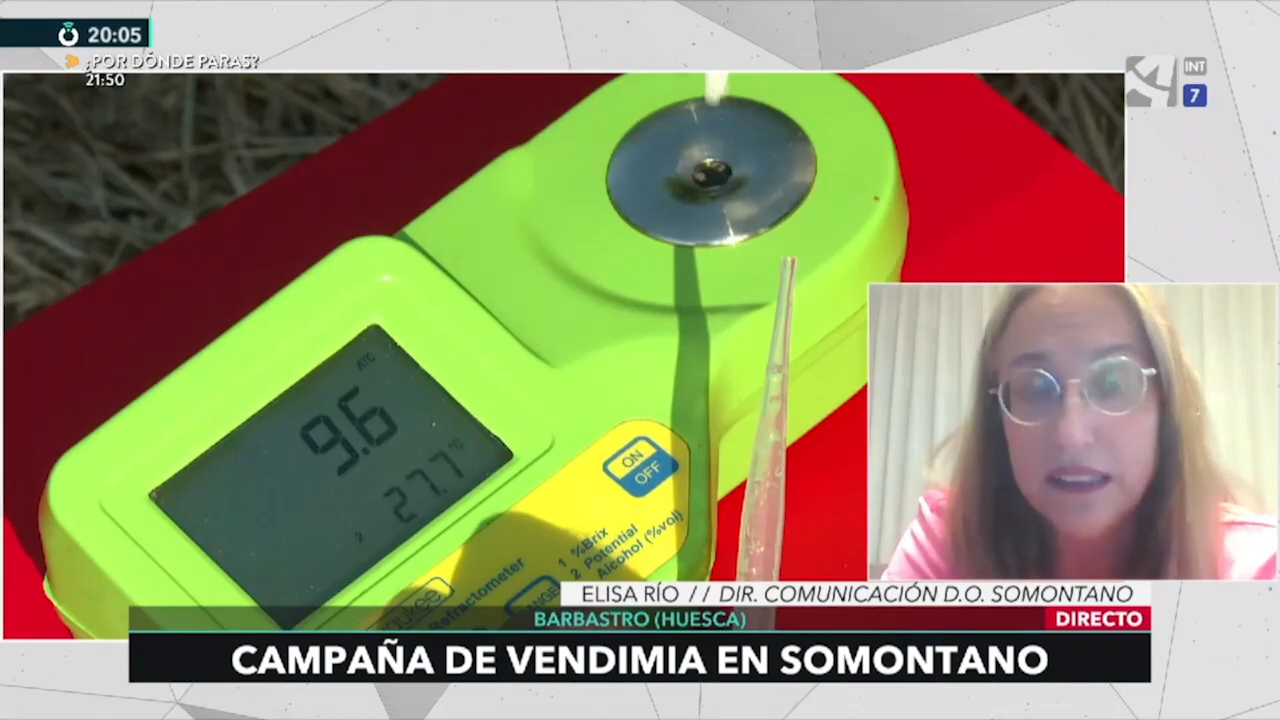 20:05
¿POR DÓNDE PARAS?
21:50
INT
7
ATC
9.6
27.7 °C
2
ON
OFF
1 %Brix
2 Potential
Alcohol (%vol)
Refractometer
ELISA RÍO // DIR. COMUNICACIÓN D.O. SOMONTANO
BARBASTRO (HUESCA)
DIRECTO
CAMPAÑA DE VENDIMIA EN SOMONTANO